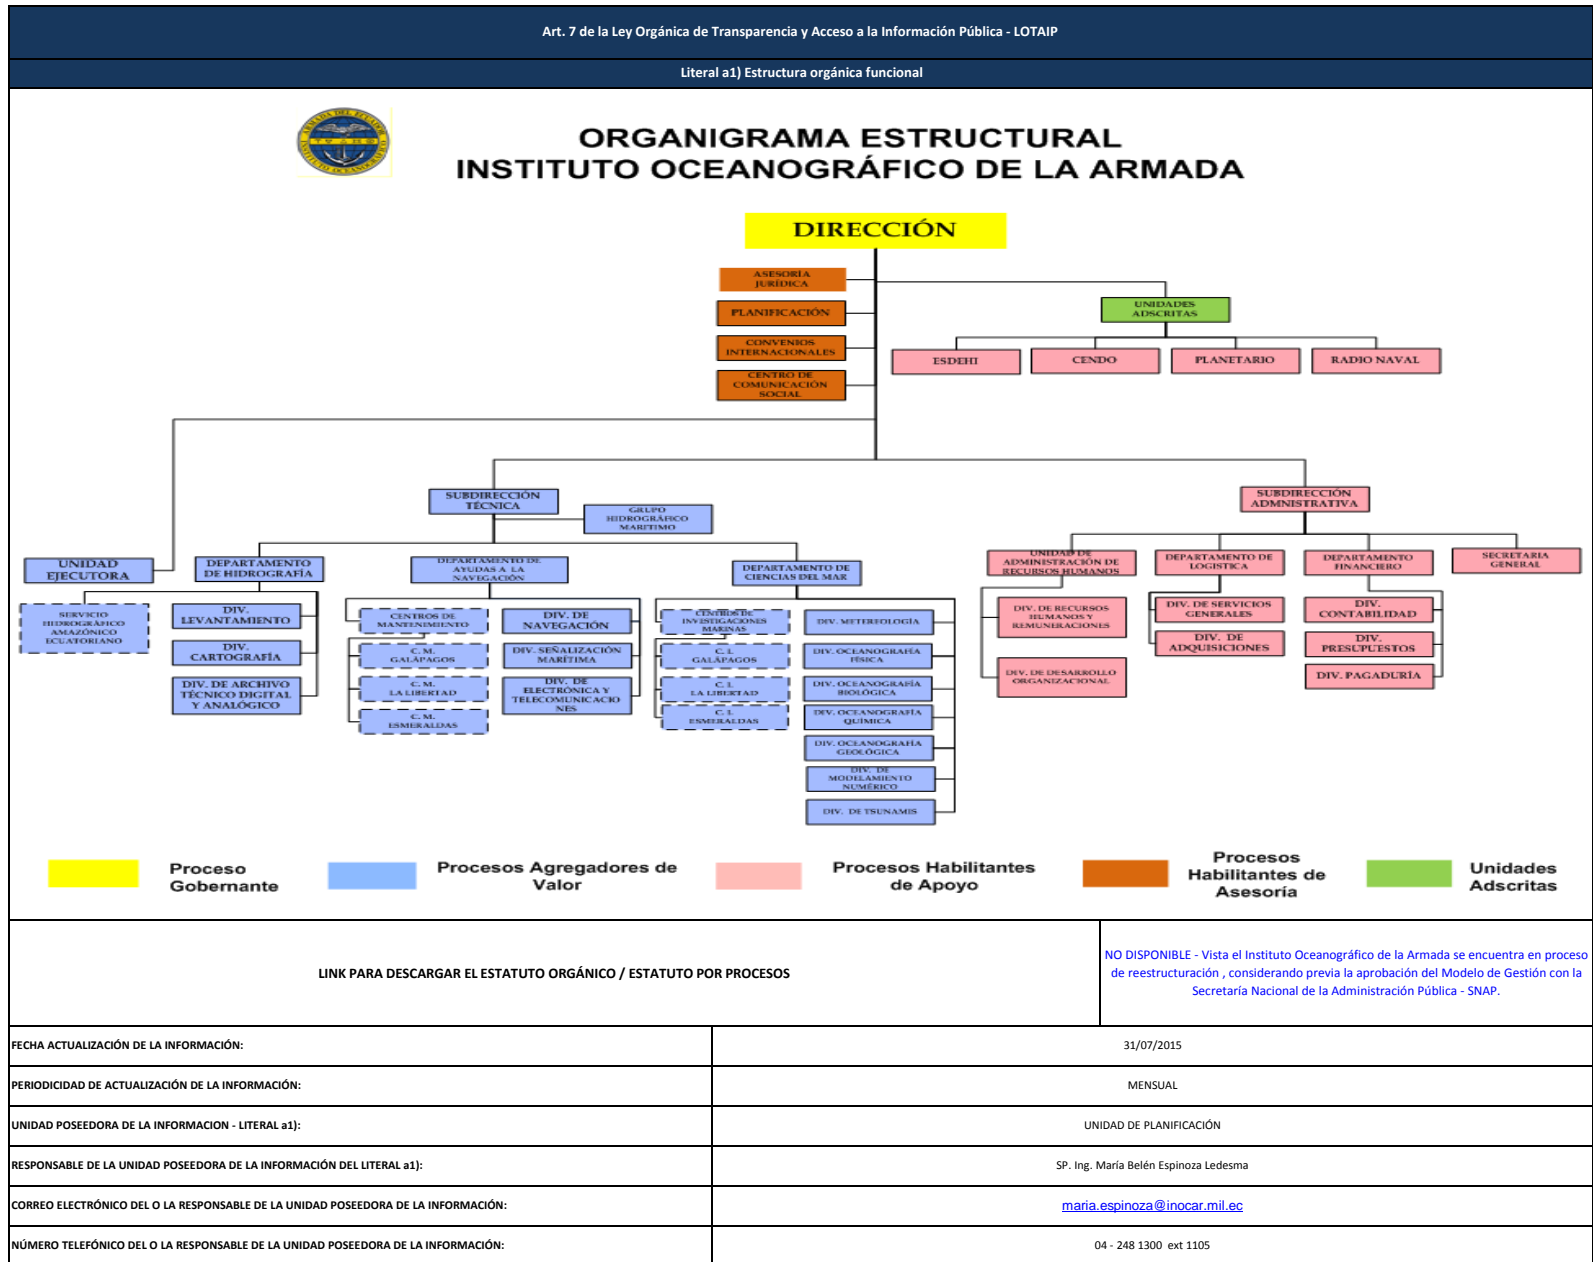 Art. 7 de la Ley Orgánica de Transparencia y Acceso a la Información Pública - LOTAIP
Literal a1) Estructura orgánica funcional
ARMADA DEL ECUADOR
INSTITUTO OCEANOGRÁFICO
ORGANIGRAMA ESTRUCTURAL
INSTITUTO OCEANOGRÁFICO DE LA ARMADA
DIRECCIÓN
ASESORÍA
JURÍDICA
PLANIFICACIÓN
CONVENIOS
INTERNACIONALES
CENTRO DE
COMUNICACIÓN
SOCIAL
UNIDADES
ADSCRITAS
ESDEHI
CENDO
PLANETARIO
RADIO NAVAL
SUBDIRECCIÓN
TÉCNICA
GRUPO
HIDROGRÁFICO
MARITIMO
SUBDIRECCIÓN
ADMNISTRATIVA
UNIDAD
EJECUTORA
DEPARTAMENTO
DE HIDROGRAFÍA
DEPARTAMENTO DE
AYUDAS A LA
NAVEGACIÓN
DEPARTAMENTO DE
CIENCIAS DEL MAR
UNIDAD DE
ADMINISTRACIÓN DE
RECURSOS HUMANOS
DEPARTAMENTO DE
LOGISTICA
DEPARTAMENTO
FINANCIERO
SECRETARIA
GENERAL
SERVICIO
HIDROGRÁFICO
AMAZÓNICO
ECUATORIANO
DIV.
LEVANTAMIENTO
DIV.
CARTOGRAFÍA
DIV. DE ARCHIVO
TÉCNICO DIGITAL
Y ANALÓGICO
CENTROS DE
MANTENIMIENTO
C. M.
GALÁPAGOS
C. M.
LA LIBERTAD
C. M.
ESMERALDAS
DIV. DE
NAVEGACIÓN
DIV. SEÑALIZACIÓN
MARÍTIMA
DIV. DE
ELECTRÓNICA Y
TELECOMUNICACIO
NES
CENTROS DE
INVESTIGACIONES
MARINAS
C. I.
GALÁPAGOS
C. I.
LA LIBERTAD
C. I.
ESMERALDAS
DIV. METEREOLOGÍA
DIV. OCEANOGRAFÍA
FÍSICA
DIV. OCEANOGRAFÍA
BIOLÓGICA
DIV. OCEANOGRAFÍA
QUÍMICA
DIV. OCEANOGRAFÍA
GEOLÓGICA
DIV. DE
MODELAMIENTO
NUMÉRICO
DIV. DE TSUNAMIS
DIV. DE RECURSOS
HUMANOS Y
REMUNERACIONES
DIV. DE DESARROLLO
ORGANIZACIONAL
DIV. DE SERVICIOS
GENERALES
DIV. DE
ADQUISICIONES
DIV.
CONTABILIDAD
DIV.
PRESUPUESTOS
DIV. PAGADURÍA
Proceso
Gobernante
Procesos Agregadores de
Valor
Procesos Habilitantes
de Apoyo
Procesos
Habilitantes de
Asesoría
Unidades
Adscritas
LINK PARA DESCARGAR EL ESTATUTO ORGÁNICO / ESTATUTO POR PROCESOS
NO DISPONIBLE - Vista el Instituto Oceanográfico de la Armada se encuentra en proceso
de reestructuración , considerando previa la aprobación del Modelo de Gestión con la
Secretaría Nacional de la Administración Pública - SNAP.
FECHA ACTUALIZACIÓN DE LA INFORMACIÓN:
31/07/2015
PERIODICIDAD DE ACTUALIZACIÓN DE LA INFORMACIÓN:
MENSUAL
UNIDAD POSEEDORA DE LA INFORMACION - LITERAL a1):
UNIDAD DE PLANIFICACIÓN
RESPONSABLE DE LA UNIDAD POSEEDORA DE LA INFORMACIÓN DEL LITERAL a1):
SP. Ing. María Belén Espinoza Ledesma
CORREO ELECTRÓNICO DEL O LA RESPONSABLE DE LA UNIDAD POSEEDORA DE LA INFORMACIÓN:
maria.espinoza@inocar.mil.ec
NÚMERO TELEFÓNICO DEL O LA RESPONSABLE DE LA UNIDAD POSEEDORA DE LA INFORMACIÓN:
04 - 248 1300 ext 1105